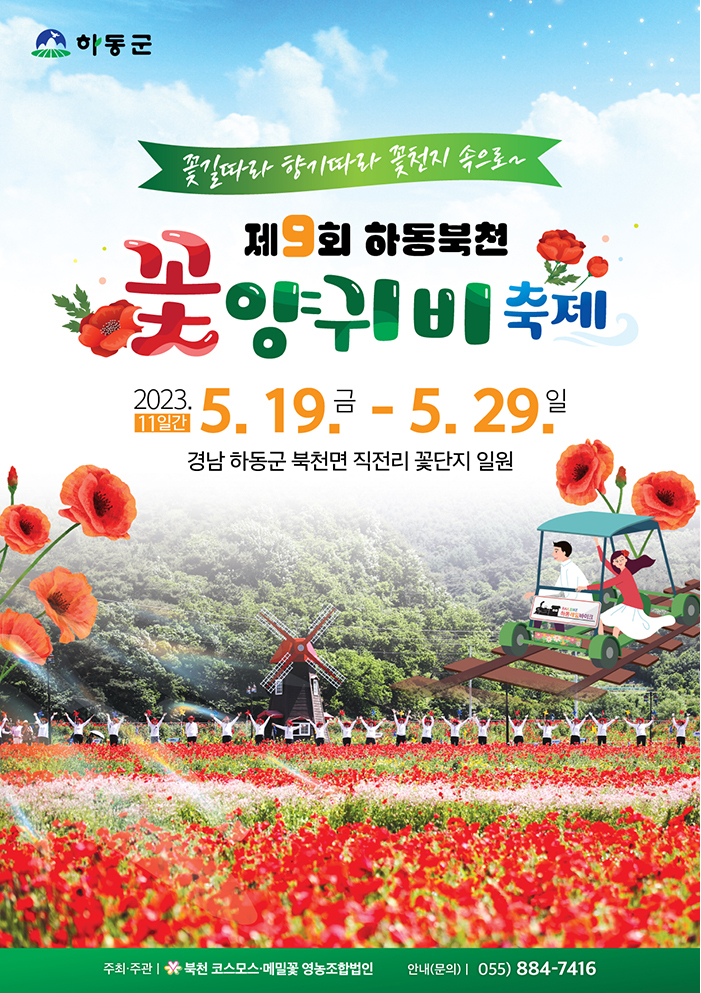 하동군
꽃길따라 향기따라 꽃천지 속으로~
제9회 하동북천
꽃양귀비 축제
2023. 5. 19.금 - 5. 29.일
11일간
경남 하동군 북천면 직전리 꽃단지 일원
주최·주관 | 북천 코스모스·메밀꽃 영농조합법인 안내(문의) | 055) 884-7416